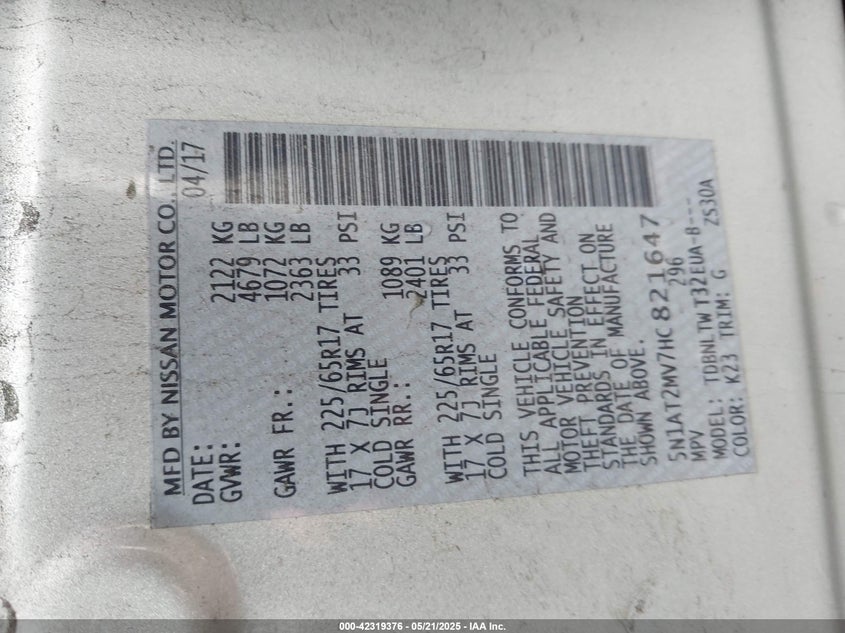 MFD BY NISSAN MOTOR CO., LTD.
DATE: 04/17
GVWR: 2122 KG
4679 LB
GAWR FR.: 1072 KG
2363 LB
WITH 225/65R17 TIRES
17 X 7J RIMS AT 33 PSI
COLD SINGLE
GAWR RR.: 1089 KG
2401 LB
WITH 225/65R17 TIRES
17 X 7J RIMS AT 33 PSI
COLD SINGLE
THIS VEHICLE CONFORMS TO
ALL APPLICABLE FEDERAL
MOTOR VEHICLE SAFETY AND
THEFT PREVENTION
STANDARDS IN EFFECT ON
THE DATE OF MANUFACTURE
SHOWN ABOVE.
5N1AT2MV7HC821647
MPV 296
MODEL: TDBNLTW T32EUA-B---
COLOR: K23 TRIM: G ZS30A
000-42319376 - 05/21/2025 - IAA Inc.